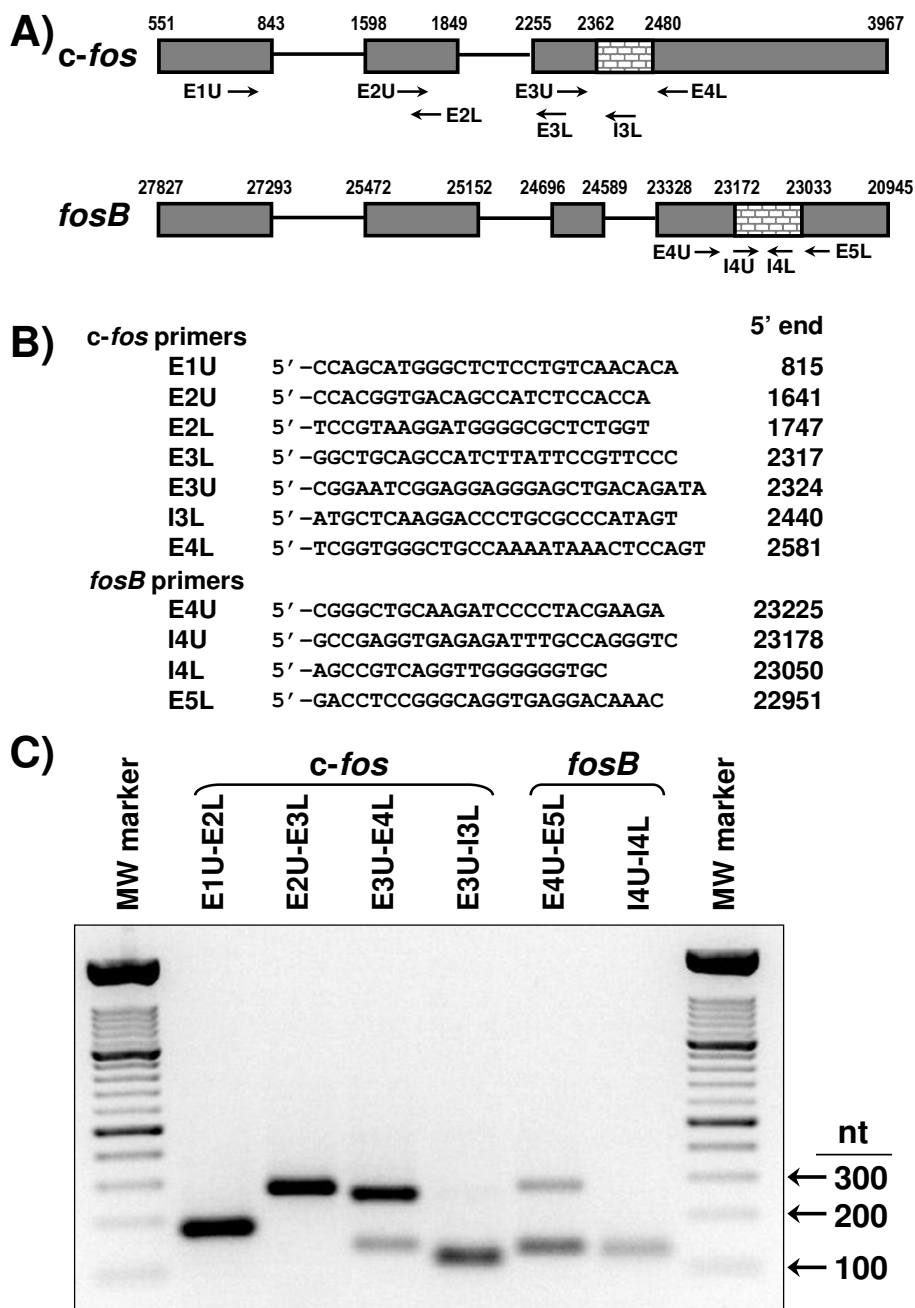 A)
551 843 1598 1849 2255 2362 2480 3967
c-fos
E1U E2U E3U E4L
E2L E3L I3L
27827 27293 25472 25152 24696 24589 23328 23172 23033 20945
fosB
E4U I4U I4L E5L
B)
c-fos primers 5’ end
E1U 5’–CCAGCATGGGCTCTCCTGTCAACACA 815
E2U 5’–CCACGGTGACAGCCATCTCCACCA 1641
E2L 5’–TCCGTAAGGATGGGGCGCTCTGGT 1747
E3L 5’–GGCTGCAGCCATCTTATTCCGTTCCC 2317
E3U 5’–CGGAATCGGAGGAGGGAGCTGACAGATA 2324
I3L 5’–ATGCTCAAGGACCCTGCGCCCATAGT 2440
E4L 5’–TCGGTGGGCTGCCAAAATAAACTCCAGT 2581
fosB primers
E4U 5’–CGGGCTGCAAGATCCCCTACGAAGA 23225
I4U 5’–GCCGAGGTGAGAGATTTGCCAGGGTC 23178
I4L 5’–AGCCGTCAGGTTGGGGGGTGC 23050
E5L 5’–GACCTCCGGGCAGGTGAGGACAAAC 22951
C)
c-fos fosB
MW marker
E1U-E2L
E2U-E3L
E3U-E4L
E3U-I3L
E4U-E5L
I4U-I4L
MW marker
nt
300
200
100